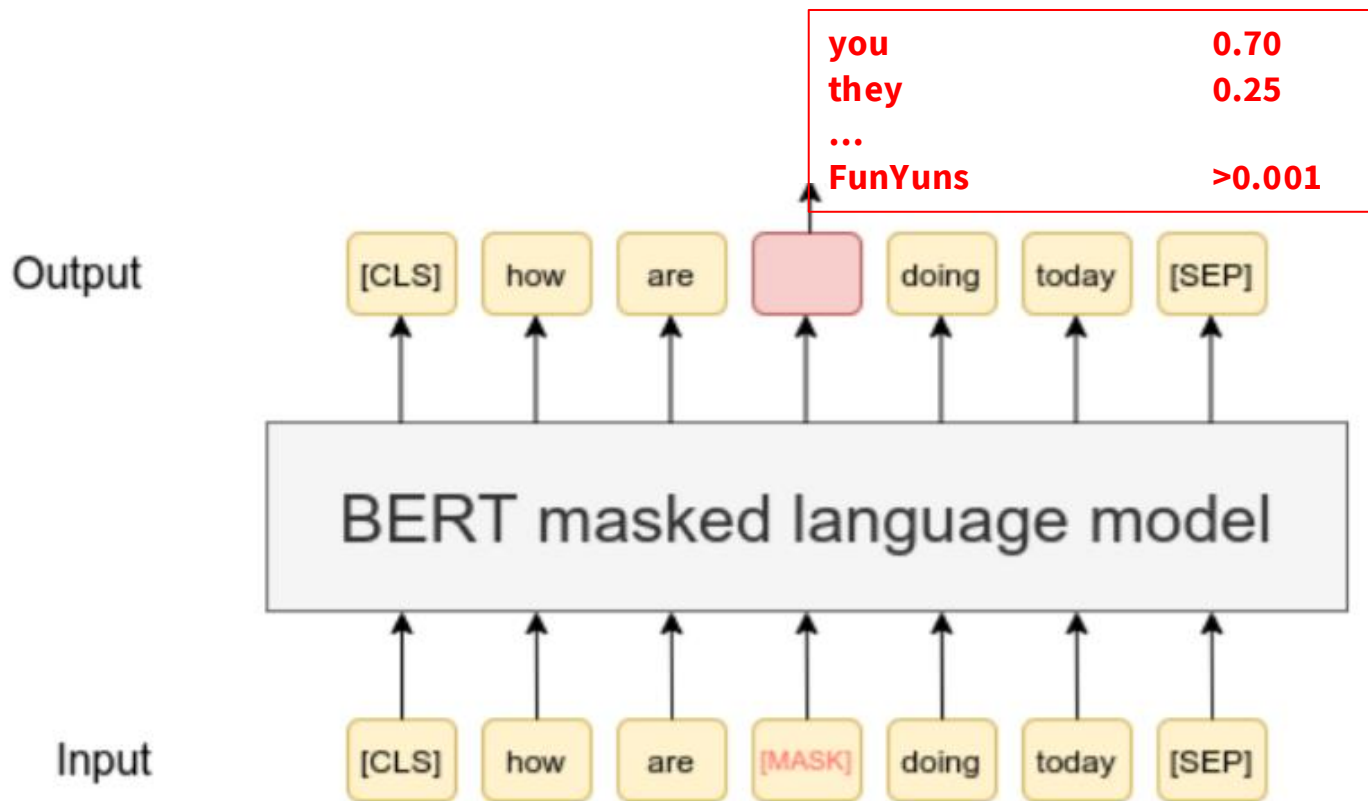 you 0.70
they 0.25
...
FunYuns >0.001
Output [CLS] how are doing today [SEP]
BERT masked language model
Input [CLS] how are [MASK] doing today [SEP]